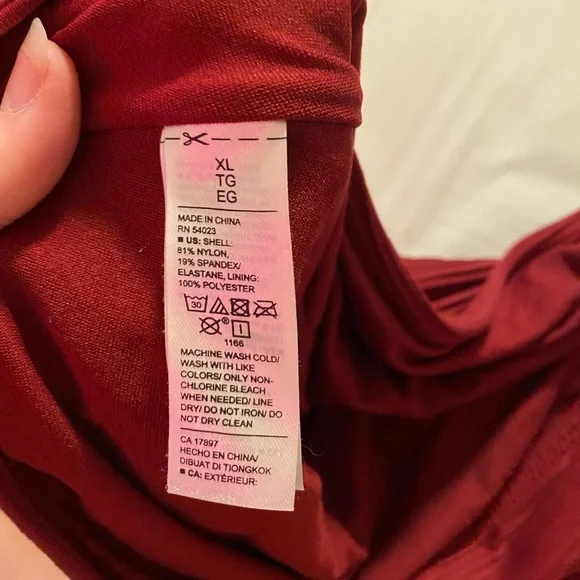 XL
TG
EG
MADE IN CHINA
RN 54023
■ US: SHELL:
81% NYLON,
19% SPANDEX/
ELASTANE, LINING:
100% POLYESTER
30
®
1166
MACHINE WASH COLD/
WASH WITH LIKE
COLORS/ ONLY NON-
CHLORINE BLEACH
WHEN NEEDED/ LINE
DRY/ DO NOT IRON/ DO
NOT DRY CLEAN
CA 17897
HECHO EN CHINA/
DIBUAT DI TIONGKOK
■ CA: EXTÉRIEUR: